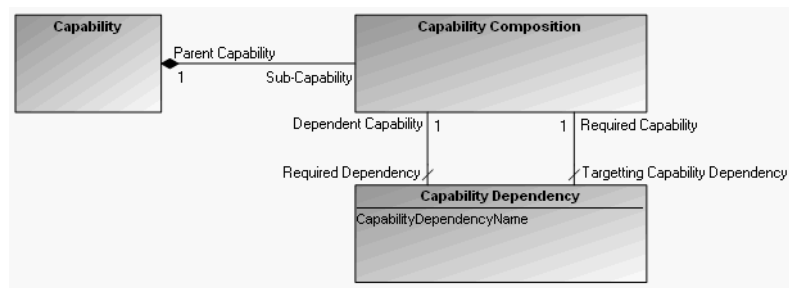 Capability
Capability Composition
Parent Capability
1
Sub-Capability
Dependent Capability
1
1
Required Capability
Required Dependency
Targetting Capability Dependency
Capability Dependency
CapabilityDependencyName